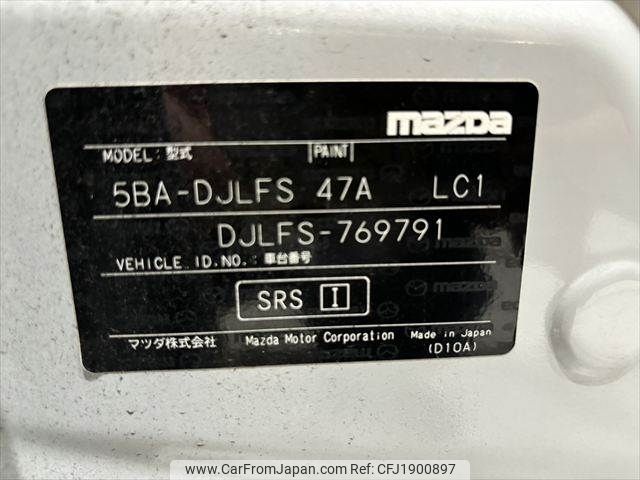 mazda
MODEL: 型式 PAINT
5BA-DJLFS 47A LC1
DJLFS-769791
VEHICLE ID.NO.: 車台番号
SRS I
マツダ株式会社 Mazda Motor Corporation Made in Japan
(D10A)
www.CarFromJapan.com ID: CFJ1900897